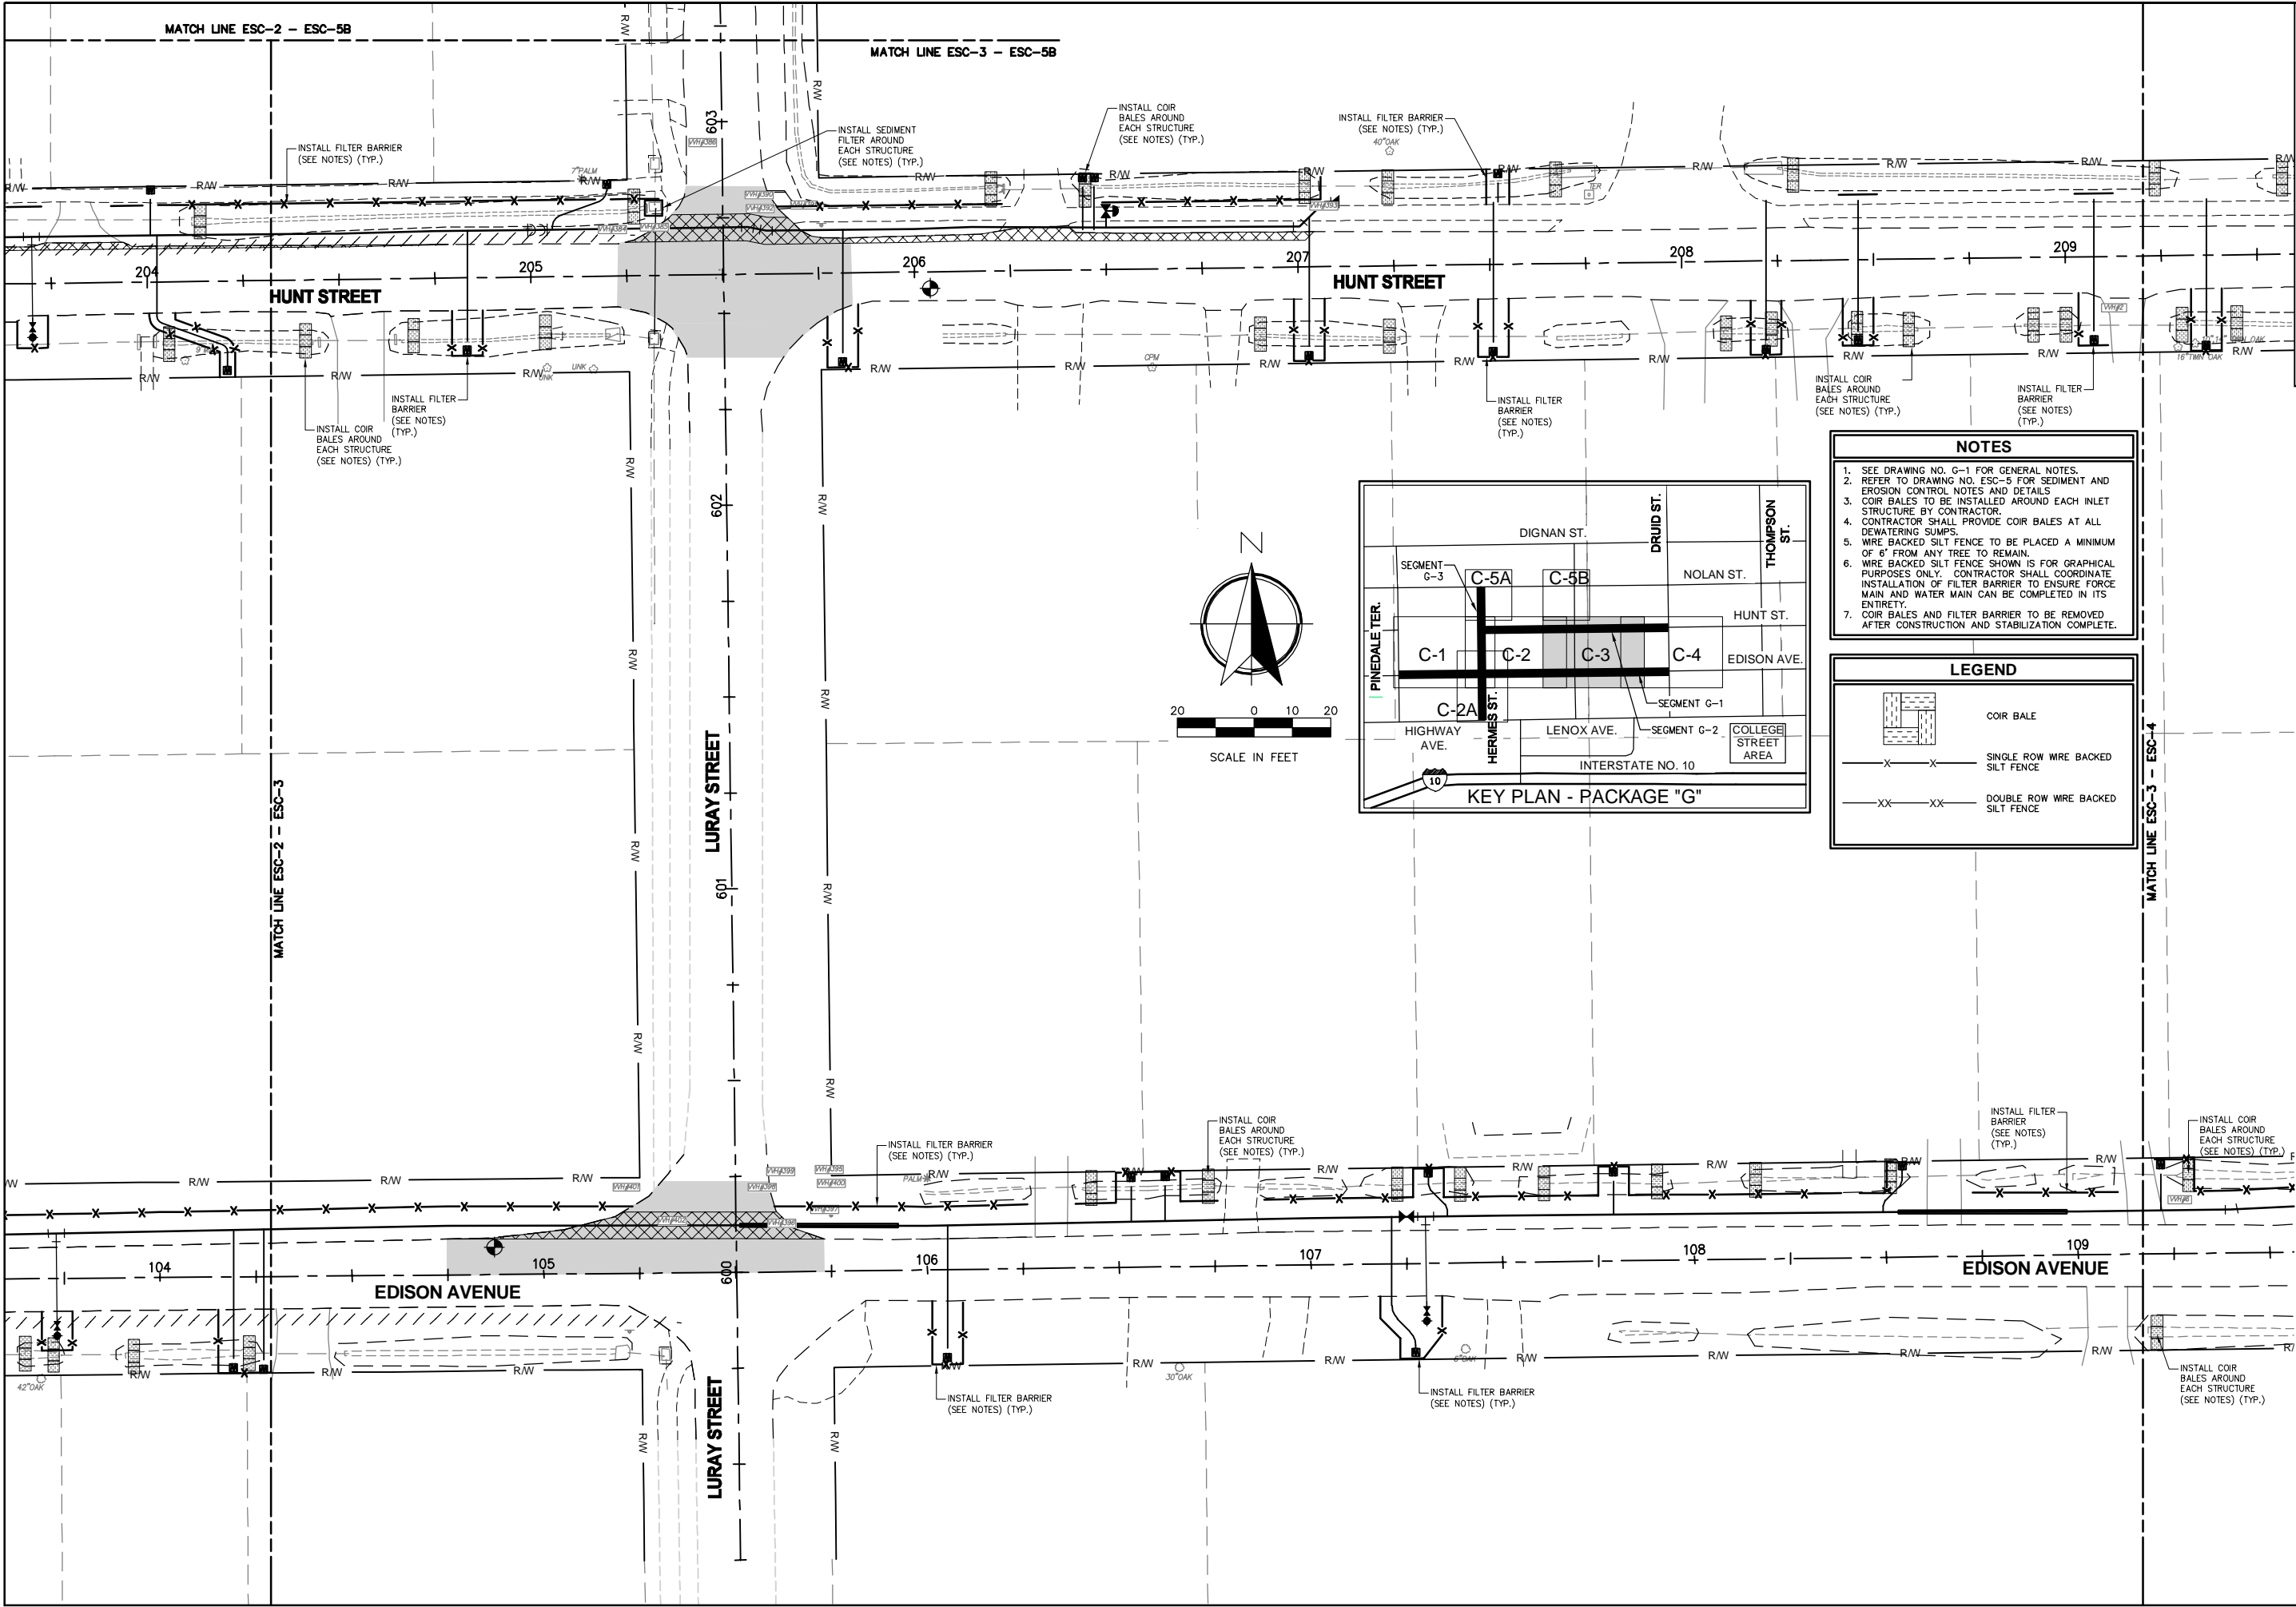 MATCH LINE ESC-2 - ESC-5B
MATCH LINE ESC-3 - ESC-5B
R/W
R/W
603
INSTALL FILTER BARRIER
(SEE NOTES) (TYP.)
INSTALL SEDIMENT
FILTER AROUND
EACH STRUCTURE
(SEE NOTES) (TYP.)
INSTALL COIR
BALES AROUND
EACH STRUCTURE
(SEE NOTES) (TYP.)
INSTALL FILTER BARRIER
(SEE NOTES) (TYP.)
40"OAK
7"PALM
R/W
R/W
R/W
R/W
R/W
R/W
R/W
R/W
R/W
R/W
R/W
R/W
204
205
206
207
208
209
HUNT STREET
HUNT STREET
UNK
UNK
CPM
16"TWIN OAK
R/W
R/W
R/W
R/W
R/W
R/W
R/W
R/W
R/W
R/W
R/W
INSTALL COIR
BALES AROUND
EACH STRUCTURE
(SEE NOTES) (TYP.)
INSTALL FILTER
BARRIER
(SEE NOTES)
(TYP.)
INSTALL FILTER
BARRIER
(SEE NOTES)
(TYP.)
INSTALL COIR
BALES AROUND
EACH STRUCTURE
(SEE NOTES) (TYP.)
INSTALL FILTER
BARRIER
(SEE NOTES)
(TYP.)
NOTES
1. SEE DRAWING NO. G-1 FOR GENERAL NOTES.
2. REFER TO DRAWING NO. ESC-5 FOR SEDIMENT AND
EROSION CONTROL NOTES AND DETAILS
3. COIR BALES TO BE INSTALLED AROUND EACH INLET
STRUCTURE BY CONTRACTOR.
4. CONTRACTOR SHALL PROVIDE COIR BALES AT ALL
DEWATERING SUMPS.
5. WIRE BACKED SILT FENCE TO BE PLACED A MINIMUM
OF 6' FROM ANY TREE TO REMAIN.
6. WIRE BACKED SILT FENCE SHOWN IS FOR GRAPHICAL
PURPOSES ONLY. CONTRACTOR SHALL COORDINATE
INSTALLATION OF FILTER BARRIER TO ENSURE FORCE
MAIN AND WATER MAIN CAN BE COMPLETED IN ITS
ENTIRETY.
7. COIR BALES AND FILTER BARRIER TO BE REMOVED
AFTER CONSTRUCTION AND STABILIZATION COMPLETE.
LEGEND
COIR BALE
SINGLE ROW WIRE BACKED
SILT FENCE
DOUBLE ROW WIRE BACKED
SILT FENCE
X
X
XX
XX
DIGNAN ST.
DRUID ST.
THOMPSON
ST.
SEGMENT
G-3
C-5A
C-5B
NOLAN ST.
PINEDALE TER.
HUNT ST.
C-1
C-2
C-3
C-4
EDISON AVE.
C-2A
HERMES ST.
SEGMENT G-1
SEGMENT G-2
HIGHWAY
AVE.
LENOX AVE.
COLLEGE
STREET
AREA
INTERSTATE NO. 10
10
KEY PLAN - PACKAGE "G"
N
20
0
10
20
SCALE IN FEET
602
601
R/W
R/W
R/W
R/W
R/W
R/W
R/W
R/W
R/W
R/W
LURAY STREET
MATCH LINE ESC-2 - ESC-3
MATCH LINE ESC-3 - ESC-4
INSTALL FILTER BARRIER
(SEE NOTES) (TYP.)
INSTALL COIR
BALES AROUND
EACH STRUCTURE
(SEE NOTES) (TYP.)
INSTALL FILTER
BARRIER
(SEE NOTES)
(TYP.)
INSTALL COIR
BALES AROUND
EACH STRUCTURE
(SEE NOTES) (TYP.)
PALM
R/W
R/W
R/W
R/W
R/W
R/W
R/W
R/W
R/W
R/W
104
105
600
106
107
108
109
EDISON AVENUE
EDISON AVENUE
42"OAK
30"OAK
R/W
R/W
R/W
R/W
R/W
R/W
R/W
R/W
R/W
R/W
R/W
LURAY STREET
INSTALL FILTER BARRIER
(SEE NOTES) (TYP.)
INSTALL FILTER BARRIER
(SEE NOTES) (TYP.)
INSTALL COIR
BALES AROUND
EACH STRUCTURE
(SEE NOTES) (TYP.)